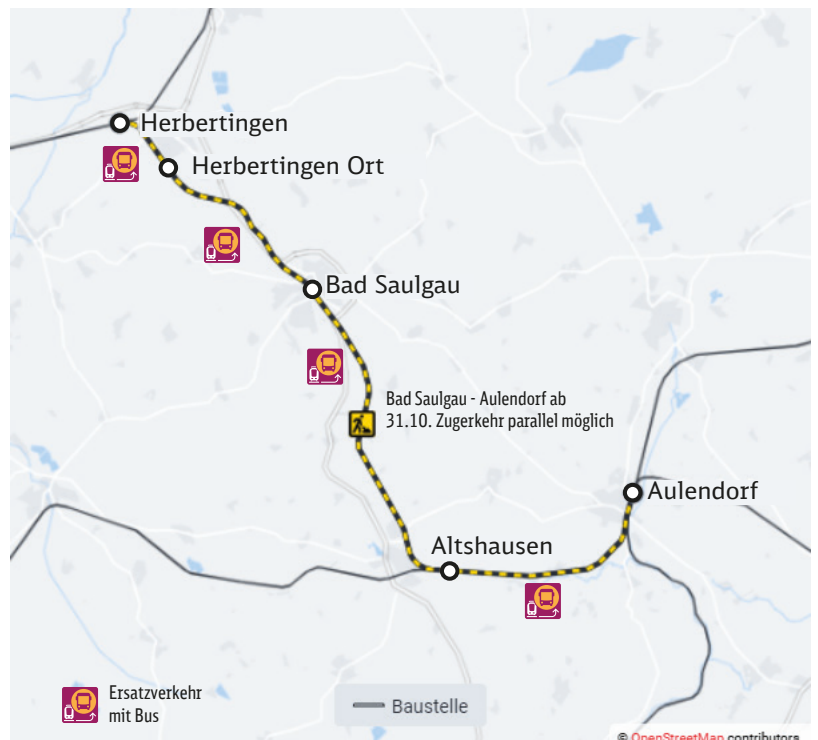 Herbertingen
Herbertingen Ort
Bad Saulgau
Bad Saulgau - Aulendorf ab
31.10. Zugerkehr parallel möglich
Aulendorf
Altshausen
Ersatzverkehr
mit Bus
Baustelle
© OpenStreetMap contributors